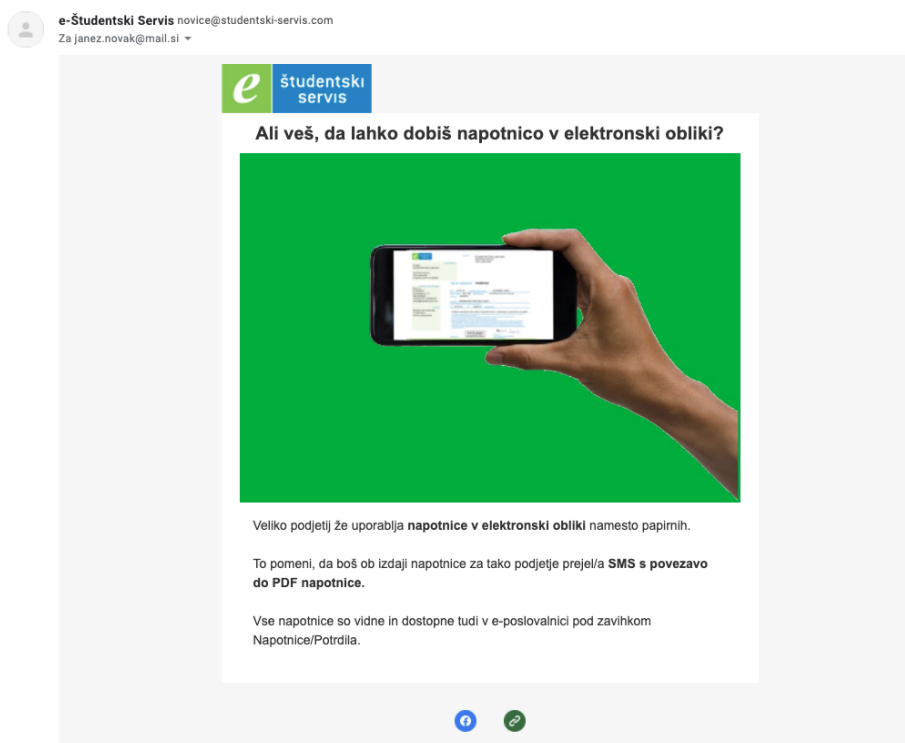 e-Študentski Servis novice@studentski-servis.com
Za janez.novak@mail.si
e študentski
servis
Ali veš, da lahko dobiš napotnico v elektronski obliki?
Veliko podjetij že uporablja napotnice v elektronski obliki namesto papirnih.
To pomeni, da boš ob izdaji napotnice za tako podjetje prejel/a SMS s povezavo
do PDF napotnice.
Vse napotnice so vidne in dostopne tudi v e-poslovalnici pod zavihkom
Napotnice/Potrdila.